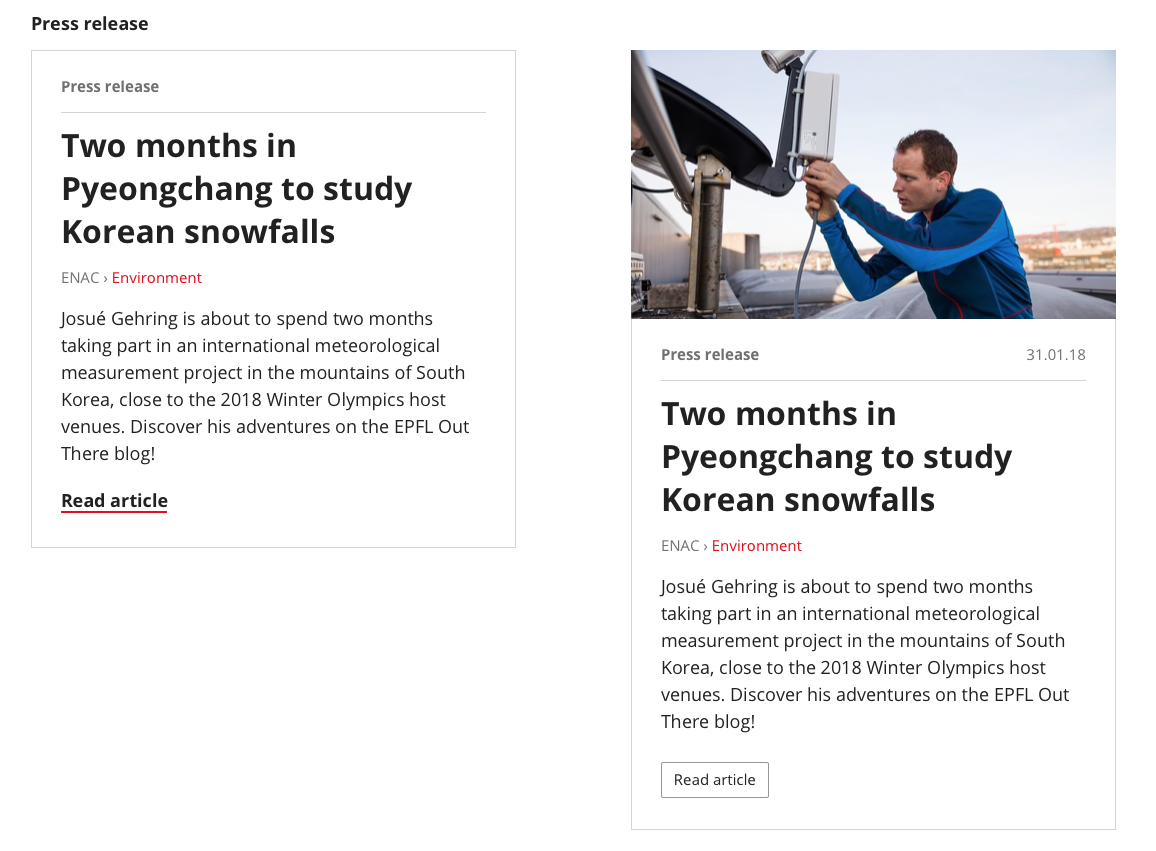 Press release
Press release
Two months in
Pyeongchang to study
Korean snowfalls
ENAC › Environment
Josué Gehring is about to spend two months
taking part in an international meteorological
measurement project in the mountains of South
Korea, close to the 2018 Winter Olympics host
venues. Discover his adventures on the EPFL Out
There blog!
Read article
Press release 31.01.18
Two months in
Pyeongchang to study
Korean snowfalls
ENAC › Environment
Josué Gehring is about to spend two months
taking part in an international meteorological
measurement project in the mountains of South
Korea, close to the 2018 Winter Olympics host
venues. Discover his adventures on the EPFL Out
There blog!
Read article